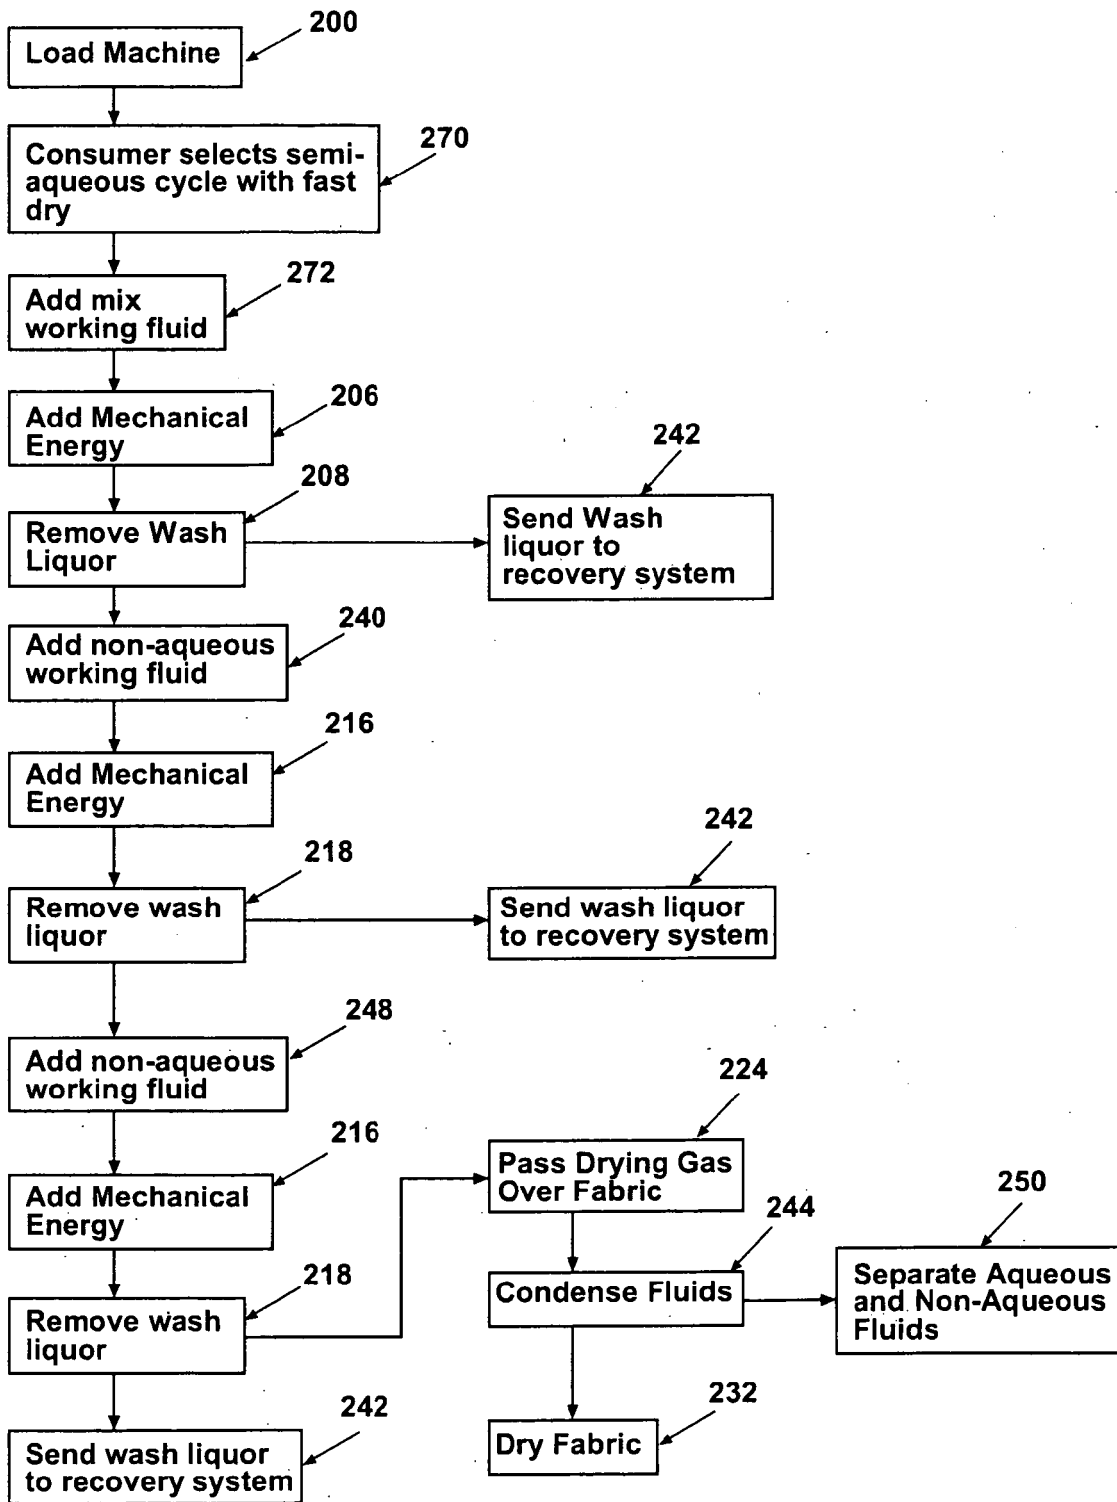 200
Load Machine
270
Consumer selects semi-
aqueous cycle with fast
dry
272
Add mix
working fluid
206
Add Mechanical
Energy
208
Remove Wash
Liquor
242
Send Wash
liquor to
recovery system
240
Add non-aqueous
working fluid
216
Add Mechanical
Energy
218
Remove wash
liquor
242
Send wash liquor
to recovery system
248
Add non-aqueous
working fluid
216
Add Mechanical
Energy
218
Remove wash
liquor
242
Send wash liquor
to recovery system
224
Pass Drying Gas
Over Fabric
244
Condense Fluids
250
Separate Aqueous
and Non-Aqueous
Fluids
232
Dry Fabric